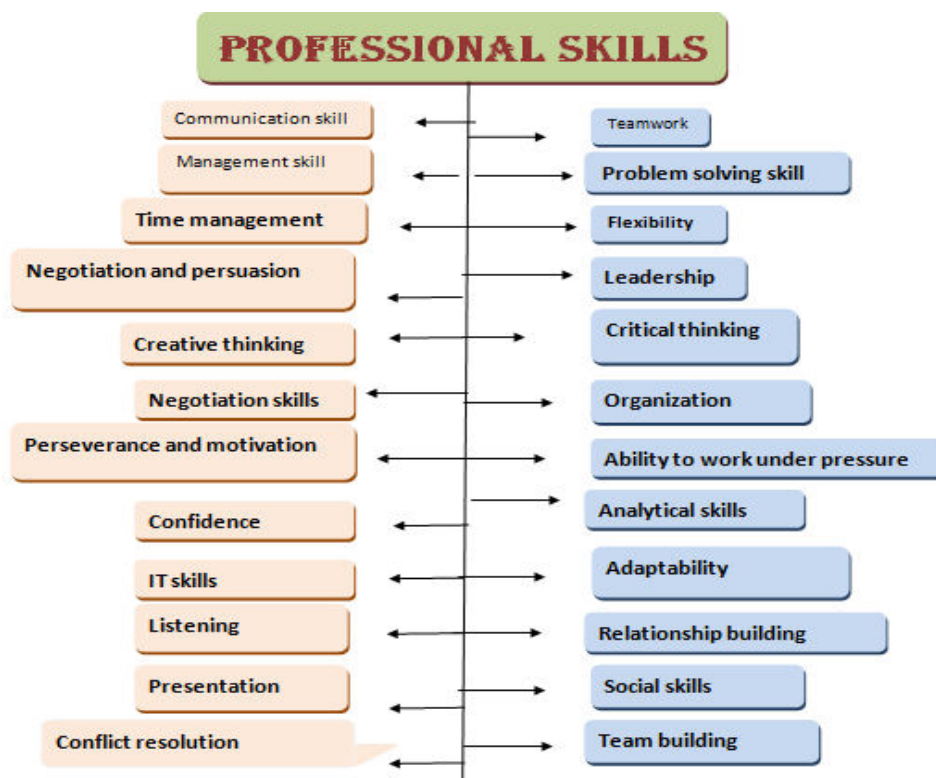 PROFESSIONAL SKILLS
Communication skill
Teamwork
Management skill
Problem solving skill
Time management
Flexibility
Negotiation and persuasion
Leadership
Creative thinking
Critical thinking
Negotiation skills
Organization
Perseverance and motivation
Ability to work under pressure
Confidence
Analytical skills
IT skills
Adaptability
Listening
Relationship building
Presentation
Social skills
Conflict resolution
Team building